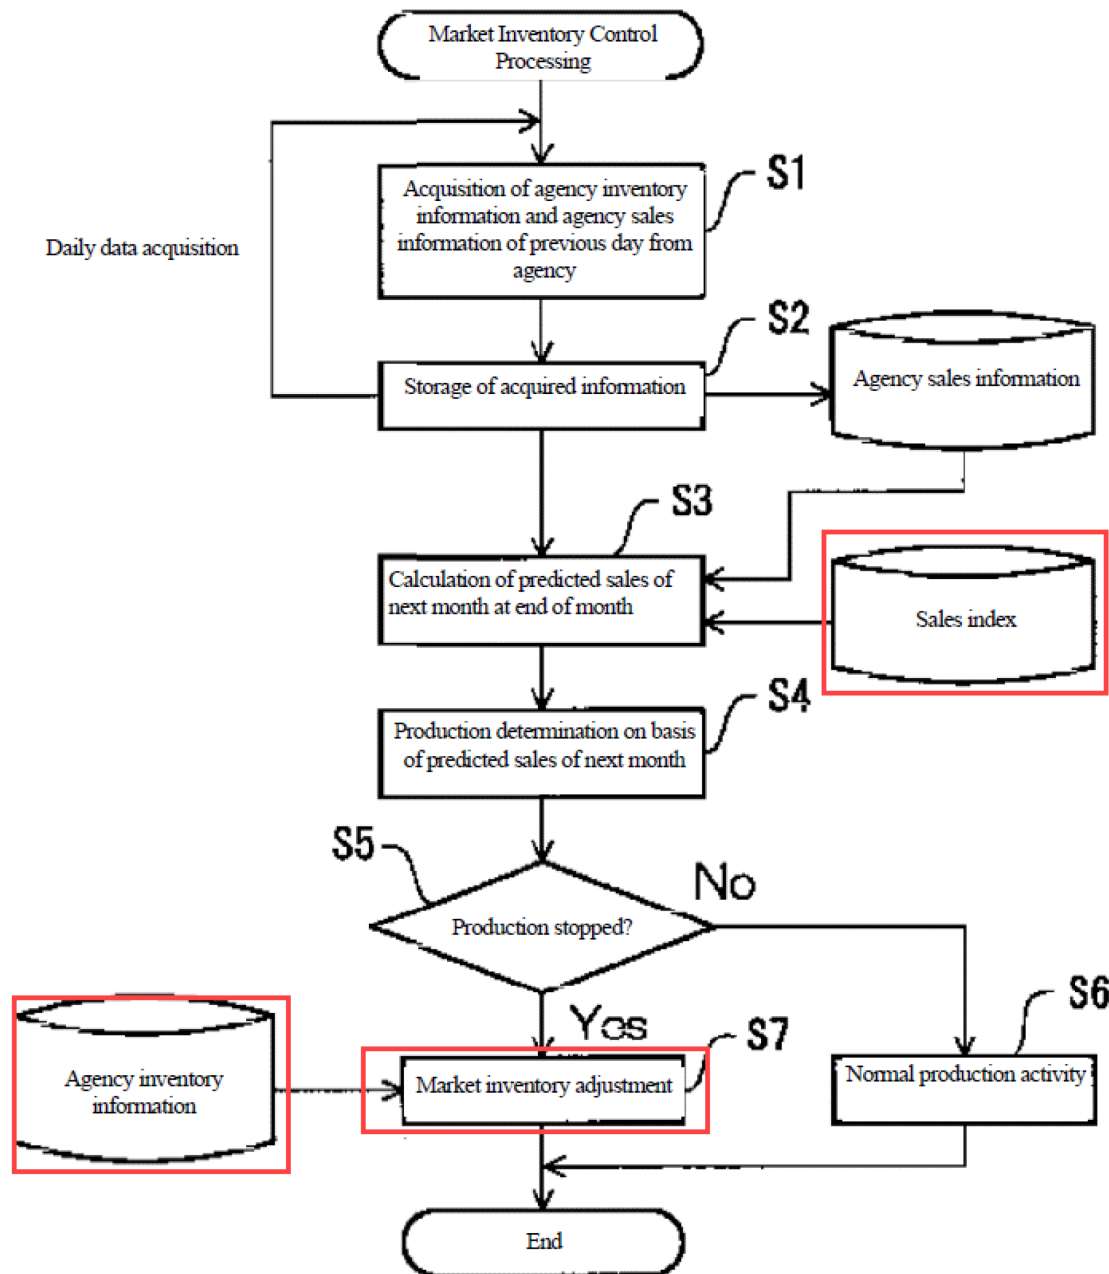 Market Inventory Control
Processing
S1
Acquisition of agency inventory
information and agency sales
information of previous day from
agency
Daily data acquisition
S2
Storage of acquired information
Agency sales information
S3
Calculation of predicted sales of
next month at end of month
Sales index
S4
Production determination on basis
of predicted sales of next month
S5
No
Production stopped?
Yes
S7
S6
Agency inventory
information
Market inventory adjustment
Normal production activity
End